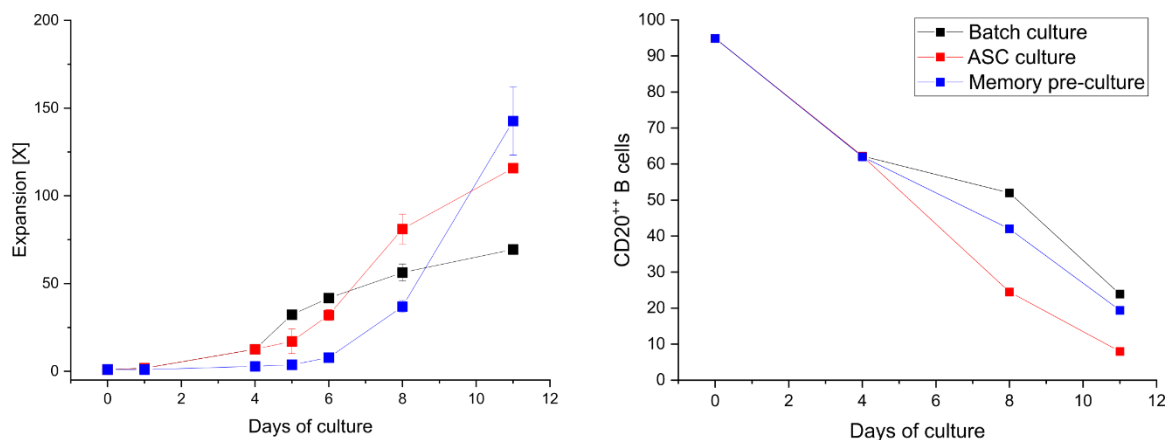 200
150
100
50
0
Expansion [X]
0 2 4 6 8 10 12
Days of culture
100
90
80
70
60
50
40
30
20
10
0
CD20++ B cells
Batch culture
ASC culture
Memory pre-culture
0 2 4 6 8 10 12
Days of culture